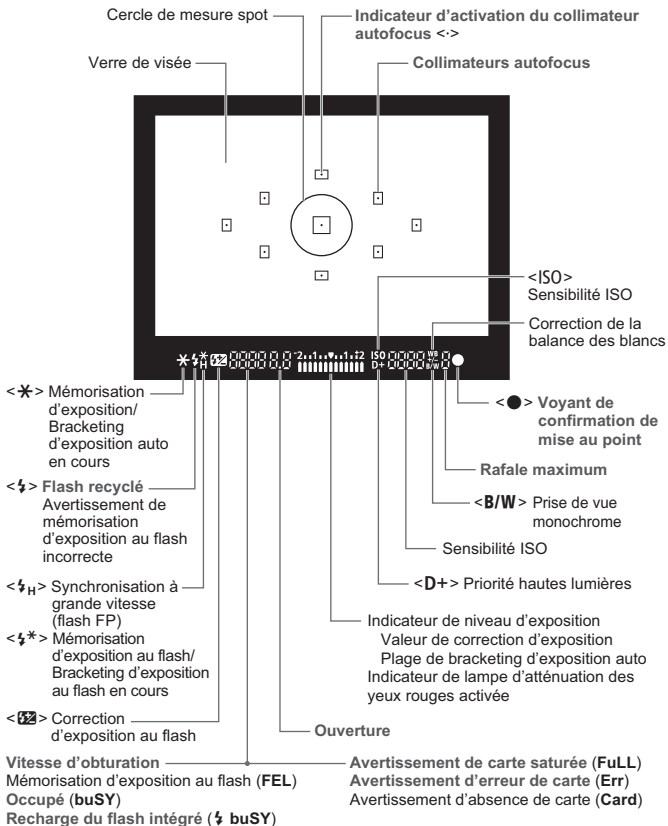 Cercle de mesure spot
Indicateur d'activation du collimateur
autofocus <·>
Verre de visée
Collimateurs autofocus
-2..1..▼..1..+2
ISO
D+
WB
+/-
B/W
<ISO>
Sensibilité ISO
Correction de la
balance des blancs
<✱> Mémorisation
d'exposition/
Bracketing
d'exposition auto
en cours
<●> Voyant de
confirmation de
mise au point
Rafale maximum
<⚡> Flash recyclé
Avertissement de
mémorisation
d'exposition au flash
incorrecte
<B/W> Prise de vue
monochrome
Sensibilité ISO
<D+> Priorité hautes lumières
<⚡H> Synchronisation à
grande vitesse
(flash FP)
<⚡✱> Mémorisation
d'exposition au flash/
Bracketing d'exposition
au flash en cours
Indicateur de niveau d'exposition
Valeur de correction d'exposition
Plage de bracketing d'exposition auto
Indicateur de lampe d'atténuation des
yeux rouges activée
<⚡±> Correction
d'exposition au flash
Ouverture
Vitesse d'obturation
Mémorisation d'exposition au flash (FEL)
Occupé (buSY)
Recharge du flash intégré (⚡ buSY)
Avertissement de carte saturée (FuLL)
Avertissement d'erreur de carte (Err)
Avertissement d'absence de carte (Card)